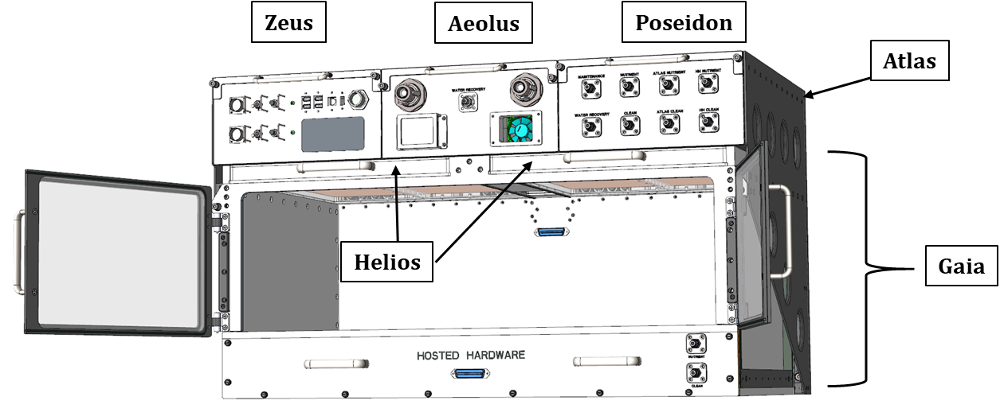 Zeus
Aeolus
Poseidon
Atlas
MAINTENANCE
NUTRIENT
ATLAS NUTRIENT
HH NUTRIENT
WATER RECOVERY
WATER RECOVERY
CLEAN
ATLAS CLEAN
HH CLEAN
Helios
Gaia
HOSTED HARDWARE
NUTRIENT
CLEAN